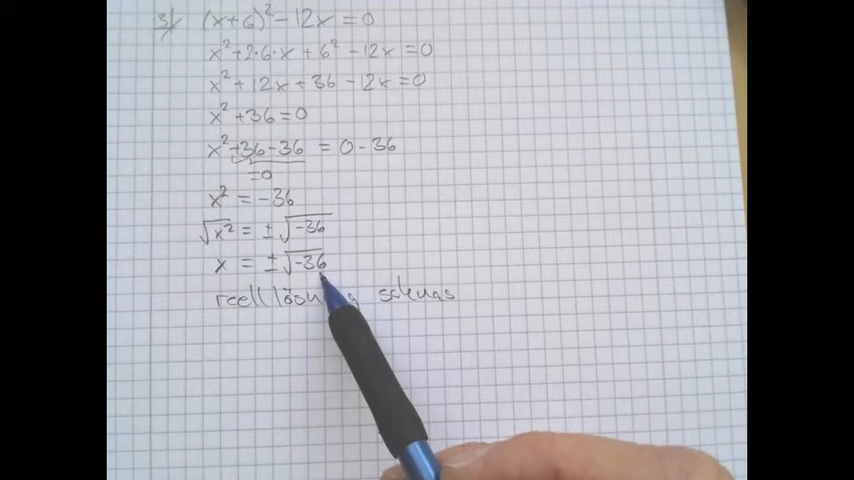 3/ (x+6)² - 12x = 0
x² + 2·6·x + 6² - 12x = 0
x² + 12x + 36 - 12x = 0
x² + 36 = 0
x² + 36 - 36 = 0 - 36
=0
x² = -36
√x² = ±√-36
x = ±√-36
reell saknas